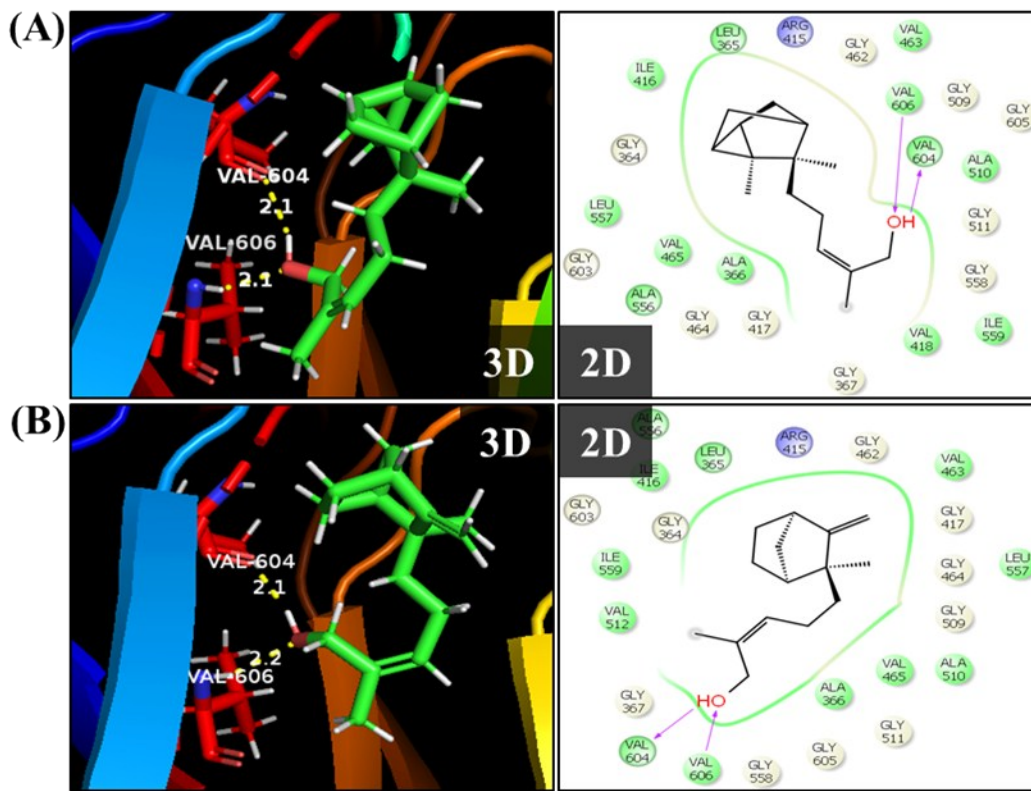 (A)
VAL-604
2.1
VAL-606
2.1
3D
2D
LEU 365
ARG 415
GLY 462
VAL 463
ILE 416
VAL 606
GLY 509
GLY 605
GLY 364
VAL 604
ALA 510
LEU 557
GLY 511
OH
GLY 603
VAL 465
ALA 366
GLY 558
ALA 556
GLY 464
GLY 417
VAL 418
ILE 559
GLY 367
(B)
3D
2D
VAL-604
2.1
2.2
VAL-606
ALA 556
LEU 365
ARG 415
GLY 462
ILE 416
VAL 463
GLY 603
GLY 364
GLY 417
ILE 559
GLY 464
LEU 557
VAL 512
GLY 509
VAL 465
ALA 510
GLY 367
HO
ALA 366
GLY 511
VAL 604
VAL 606
GLY 558
GLY 605